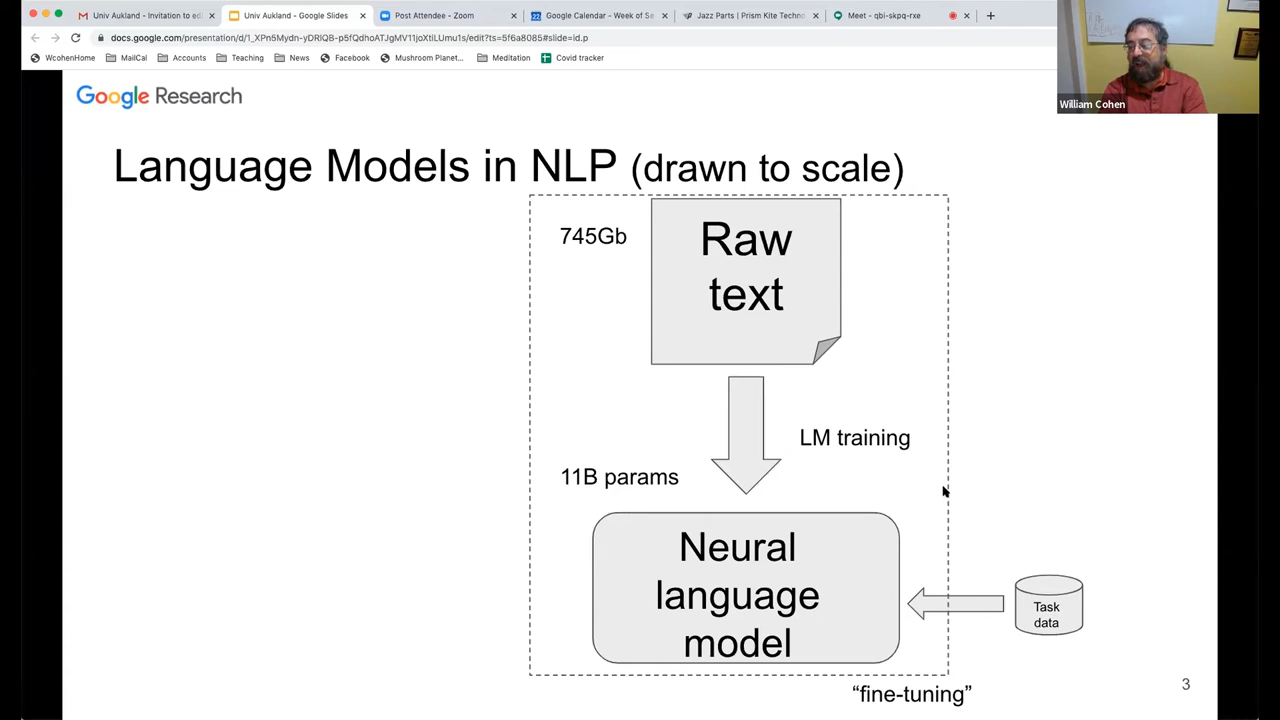 Univ Aukland - Invitation to edi
Univ Aukland - Google Slides
Post Attendee - Zoom
Google Calendar - Week of Se
Jazz Parts | Prism Kite Techno
Meet - qbi-skpq-rxe
docs.google.com/presentation/d/1_XPn5Mydn-yDRlQB-p5fQdhoATJgMV11joXtiLUmu1s/edit?ts=5f6a8085#slide=id.p
WcohenHome
MailCal
Accounts
Teaching
News
Facebook
Mushroom Planet...
Meditation
Covid tracker
William Cohen
Google Research
Language Models in NLP (drawn to scale)
745Gb
Raw
text
LM training
11B params
Neural
language
model
Task
data
"fine-tuning"
3